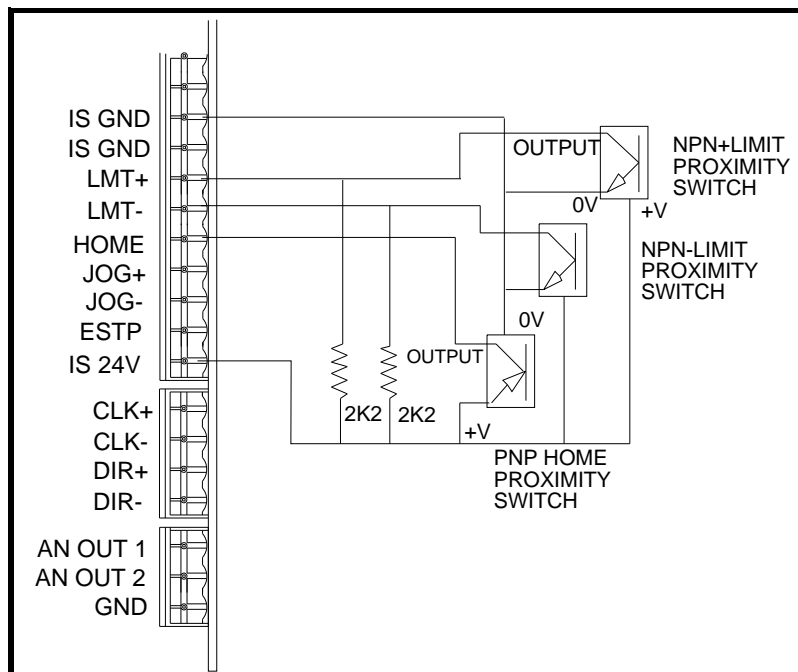 IS GND
IS GND
LMT+
LMT-
HOME
JOG+
JOG-
ESTP
IS 24V
CLK+
CLK-
DIR+
DIR-
AN OUT 1
AN OUT 2
GND
OUTPUT
0V
+V
NPN+LIMIT
PROXIMITY
SWITCH
NPN-LIMIT
PROXIMITY
SWITCH
0V
OUTPUT
2K2
2K2
+V
PNP HOME
PROXIMITY
SWITCH